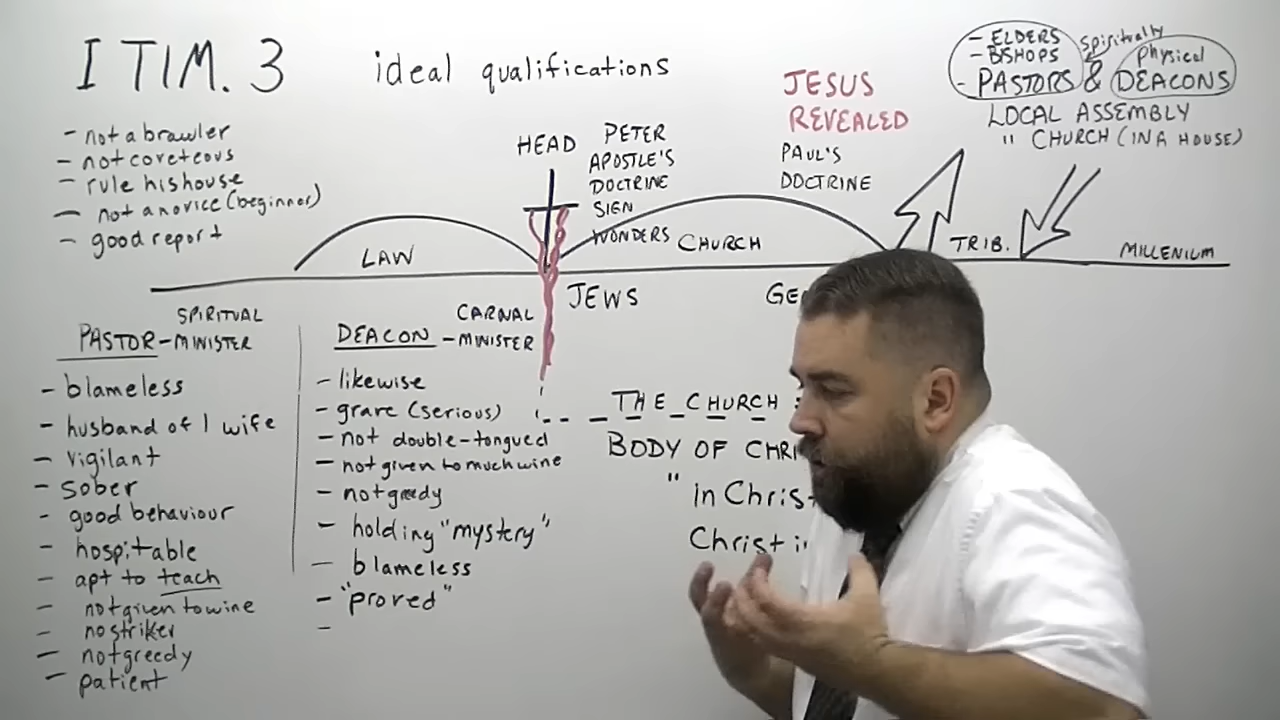 I TIM. 3 ideal qualifications
- not a brawler
- not coveteous
- rule his house
- not a novice (beginner)
- good report
HEAD
PETER
APOSTLE'S
DOCTRINE
SIGN
WONDERS
JESUS
REVEALED
PAUL'S
DOCTRINE
- ELDERS
- BISHOPS
- PASTORS & DEACONS
spiritually
physical
LOCAL ASSEMBLY
" CHURCH (IN A HOUSE)
LAW
CHURCH
TRIB.
MILLENIUM
JEWS
SPIRITUAL
PASTOR - MINISTER
- blameless
- husband of 1 wife
- vigilant
- sober
- good behaviour
- hospitable
- apt to teach
- not given to wine
- no striker
- not greedy
- patient
CARNAL
DEACON - MINISTER
- likewise
- grave (serious)
- not double-tongued
- not given to much wine
- not greedy
- holding "mystery"
- blameless
- "proved"
-
THE CHURCH
BODY OF
" in Christ
Christ